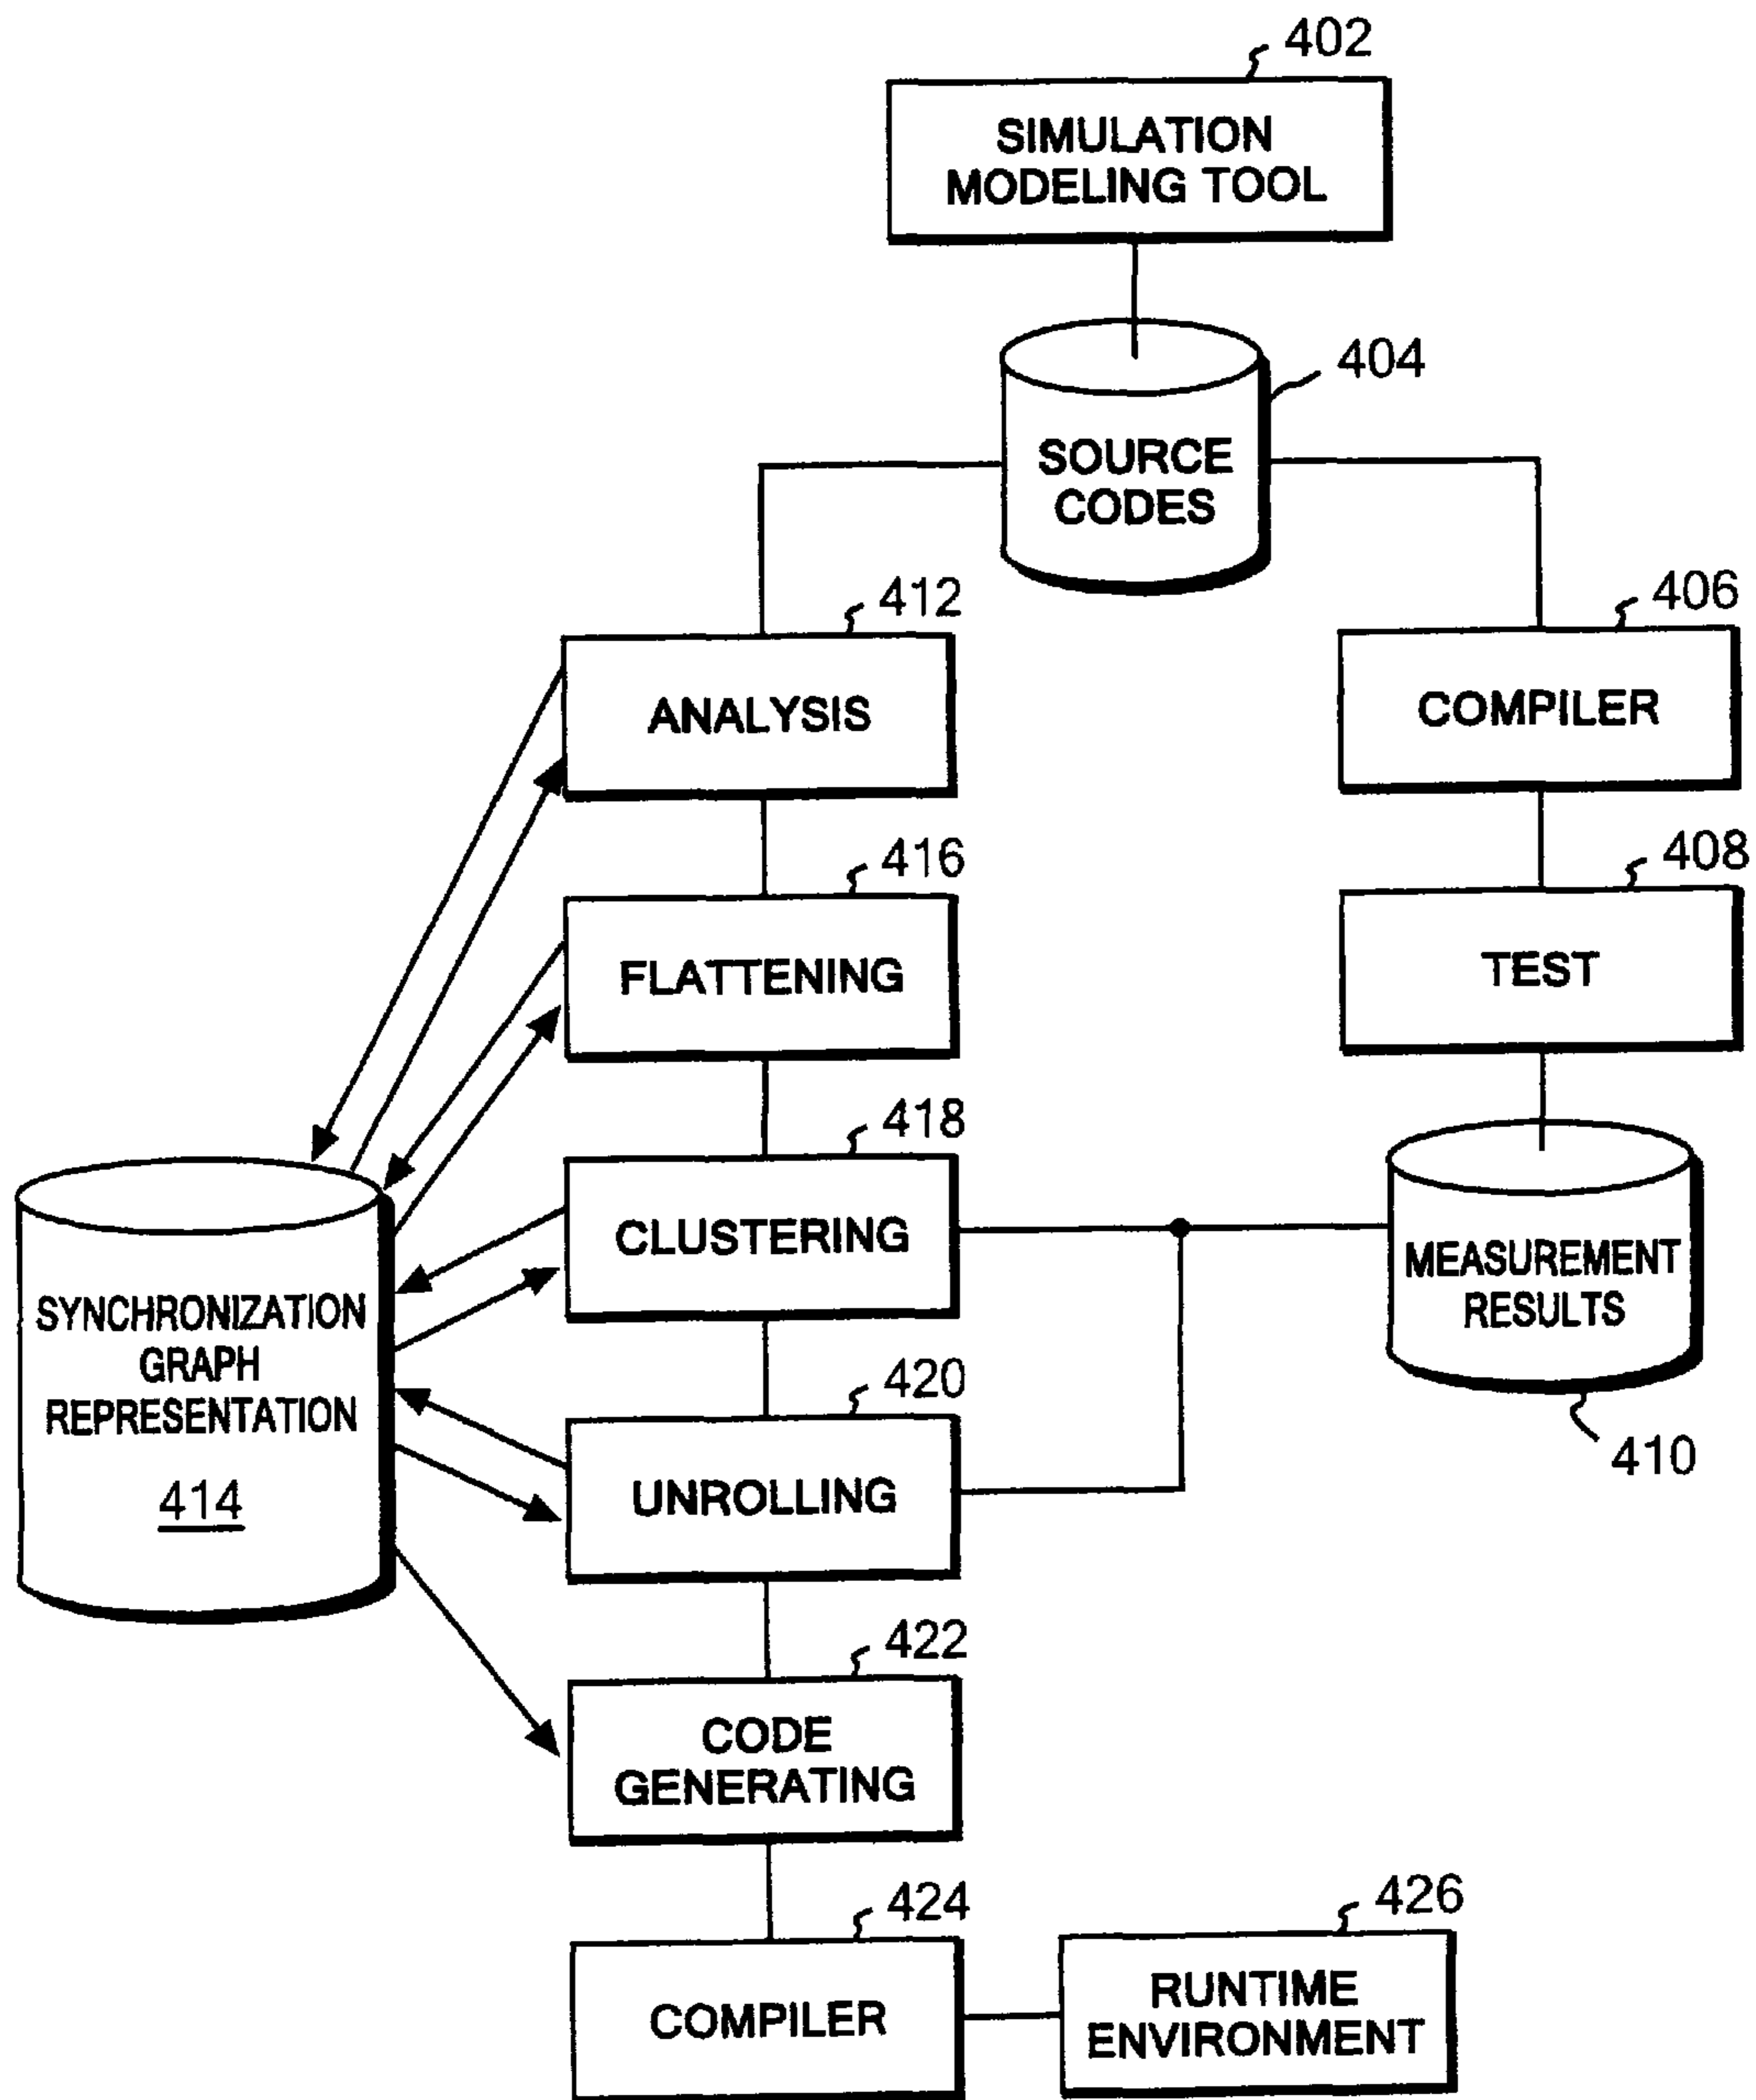 402
SIMULATION
MODELING TOOL
404
SOURCE
CODES
412
ANALYSIS
406
COMPILER
416
FLATTENING
408
TEST
418
CLUSTERING
MEASUREMENT
RESULTS
410
SYNCHRONIZATION
GRAPH
REPRESENTATION
414
420
UNROLLING
422
CODE
GENERATING
424
COMPILER
426
RUNTIME
ENVIRONMENT